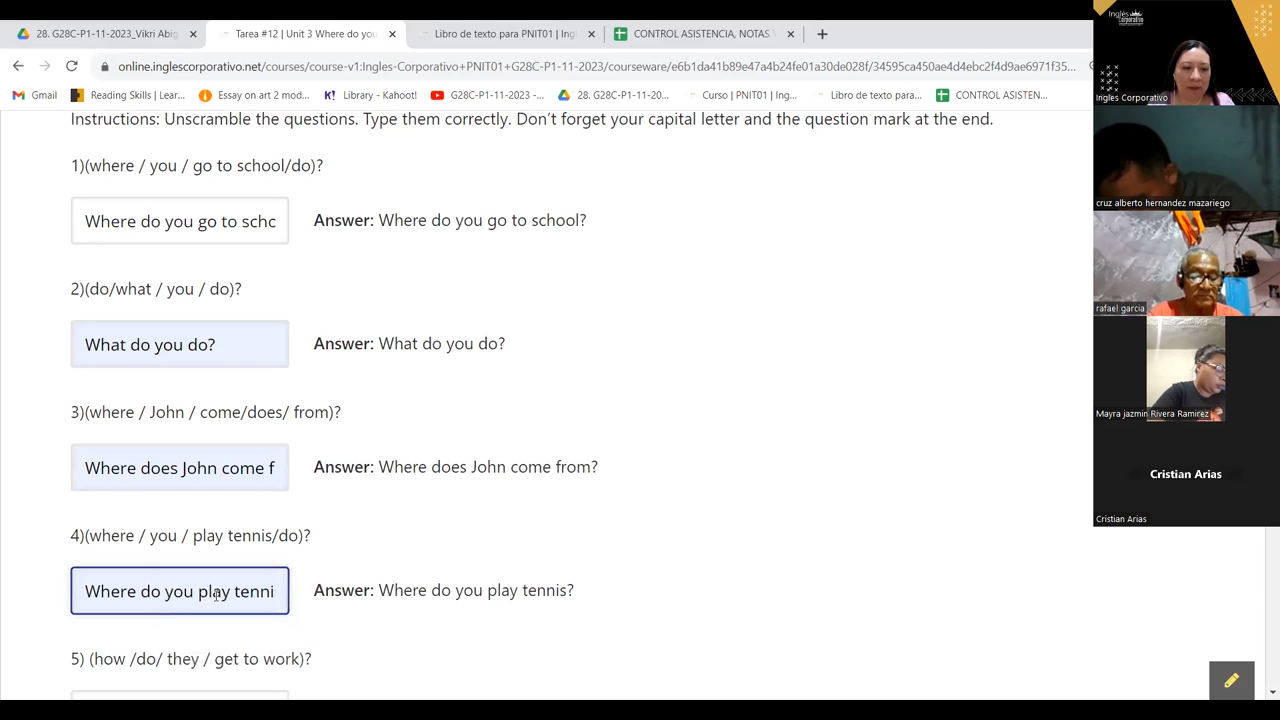 28. G28C-P1-11-2023_Vikri Abig
Tarea #12 | Unit 3 Where do you
Libro de texto para PNIT01 | Ingl
CONTROL ASISTENCIA, NOTAS Y
online.inglescorporativo.net/courses/course-v1:Ingles-Corporativo+PNIT01+G28C-P1-11-2023/courseware/e6b1da41b89e47a4b24fe01a30de028f/34595ca450ae4d4ebc2f4d9ae6971f35...
Gmail
Reading Skills | Lear...
Essay on art 2 mod...
Library - Kahoot!
G28C-P1-11-2023 -...
28. G28C-P1-11-20...
Curso | PNIT01 | Ing...
Libro de texto para...
CONTROL ASISTEN...
Instructions: Unscramble the questions. Type them correctly. Don't forget your capital letter and the question mark at the end.
1)(where / you / go to school/do)?
Where do you go to schc
Answer: Where do you go to school?
2)(do/what / you / do)?
What do you do?
Answer: What do you do?
3)(where / John / come/does/ from)?
Where does John come f
Answer: Where does John come from?
4)(where / you / play tennis/do)?
Where do you play tenni
Answer: Where do you play tennis?
5) (how /do/ they / get to work)?
Inglés
Corporativo
Ingles Corporativo
cruz alberto hernandez mazariego
rafael garcia
Mayra jazmin Rivera Ramirez
Cristian Arias
Cristian Arias